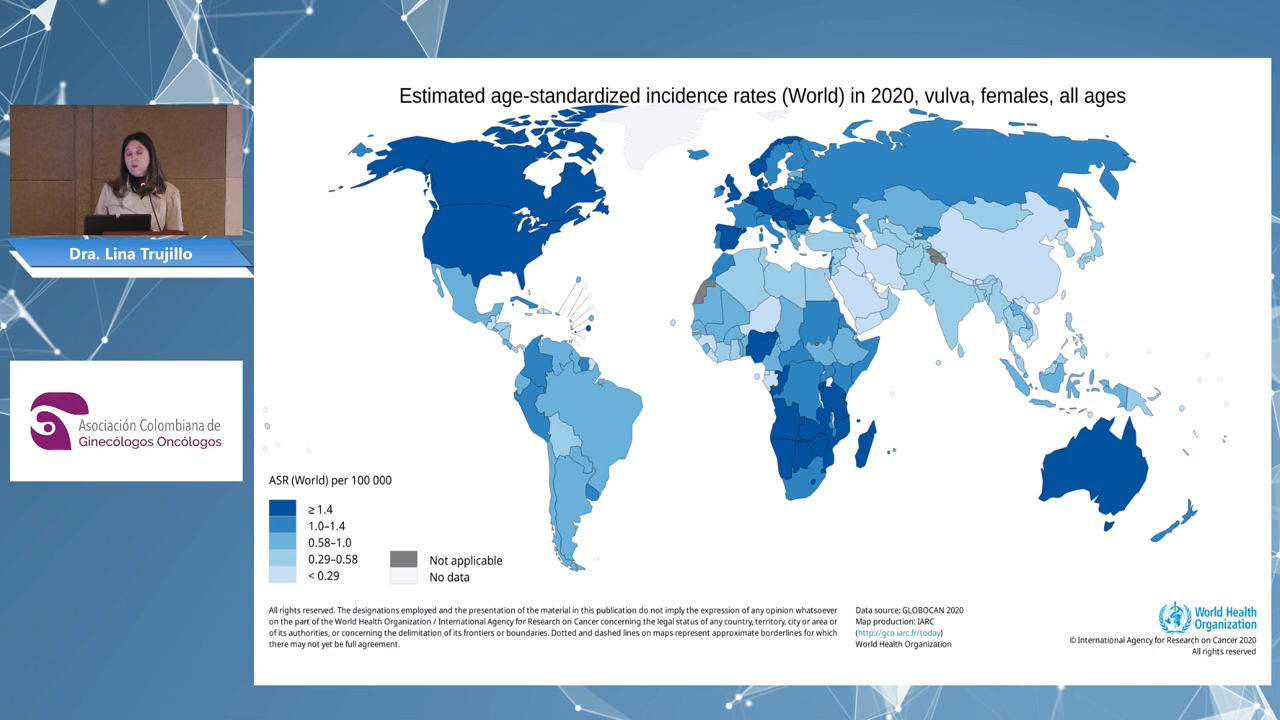 Estimated age-standardized incidence rates (World) in 2020, vulva, females, all ages
Dra. Lina Trujillo
Asociación Colombiana de
Ginecólogos Oncólogos
ASR (World) per 100 000
≥ 1.4
1.0–1.4
0.58–1.0
0.29–0.58
< 0.29
Not applicable
No data
All rights reserved. The designations employed and the presentation of the material in this publication do not imply the expression of any opinion whatsoever
on the part of the World Health Organization / International Agency for Research on Cancer concerning the legal status of any country, territory, city or area or
of its authorities, or concerning the delimitation of its frontiers or boundaries. Dotted and dashed lines on maps represent approximate borderlines for which
there may not yet be full agreement.
Data source: GLOBOCAN 2020
Map production: IARC
(http://gco.iarc.fr/today)
World Health Organization
World Health
Organization
© International Agency for Research on Cancer 2020
All rights reserved